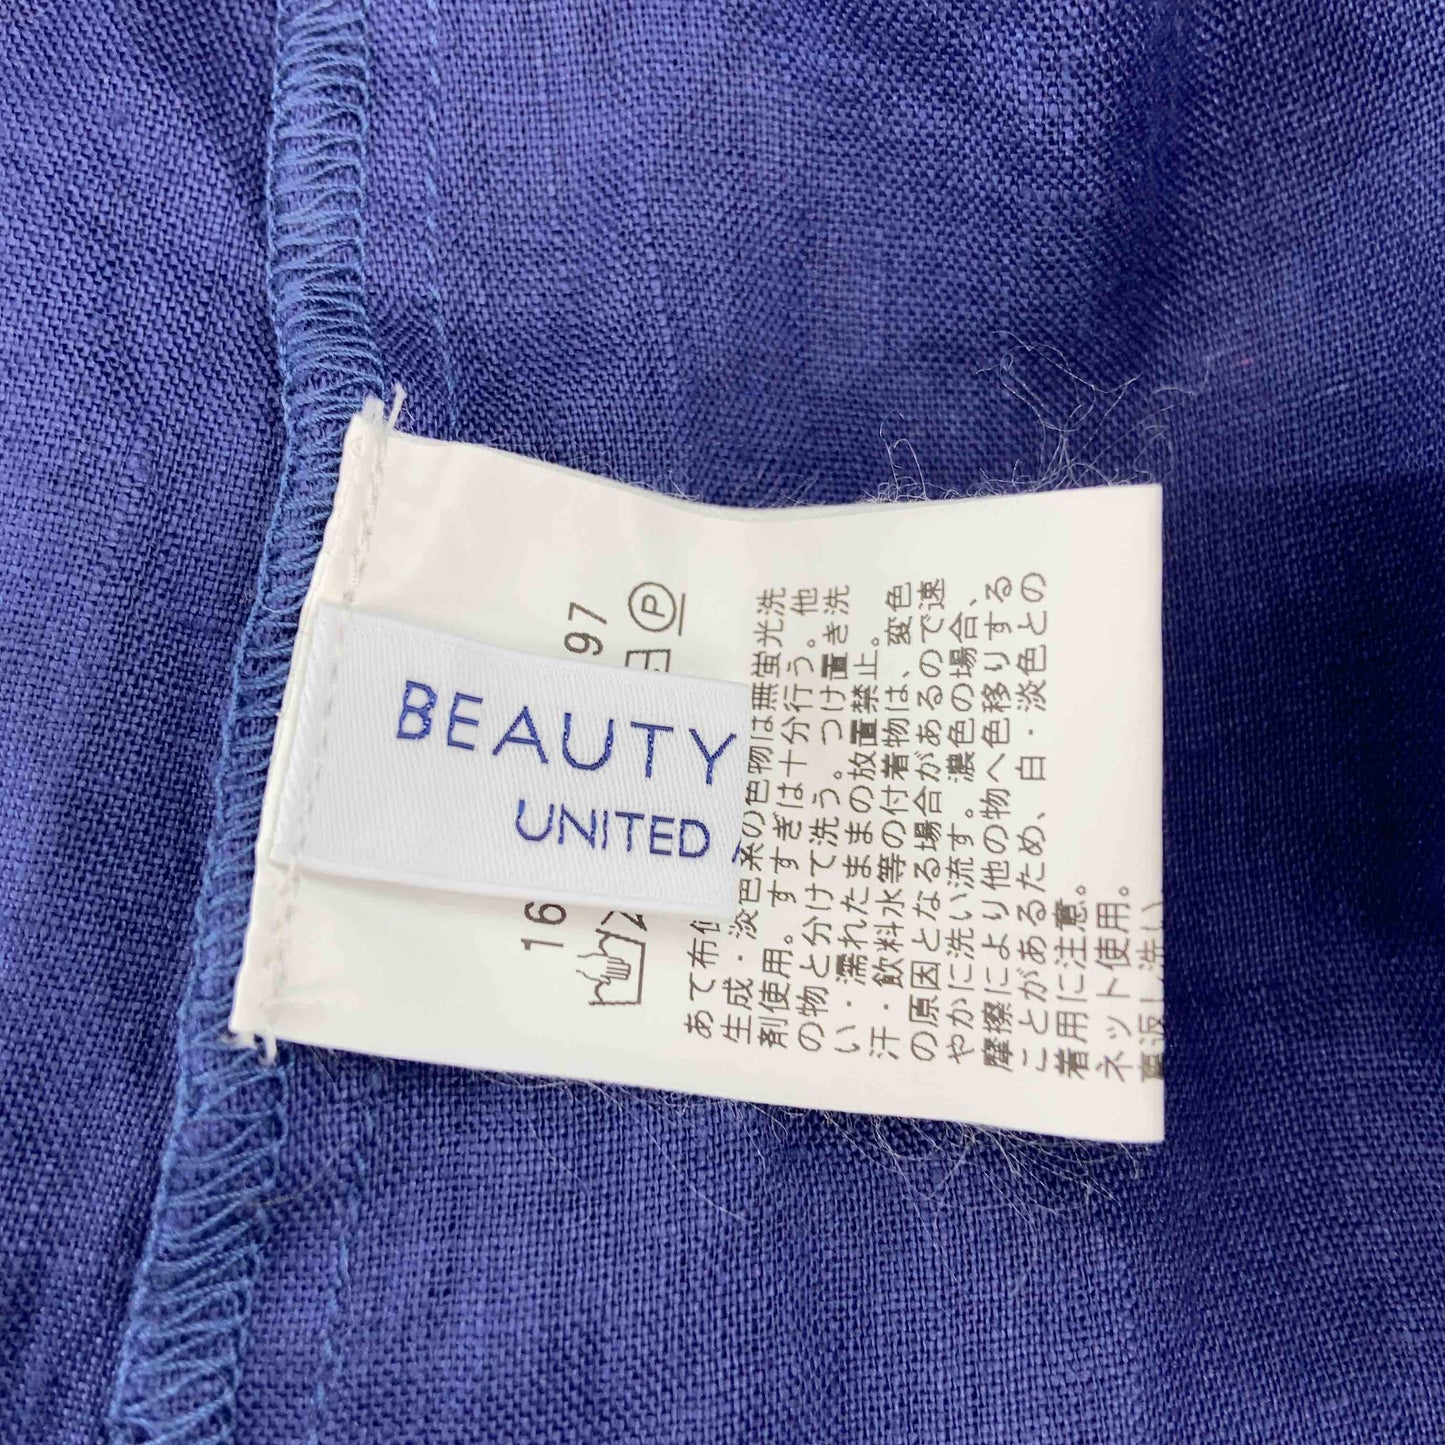 BEAUTY
UNITED
16
97
P
あて布
生成・淡色系の色物は無蛍光洗
剤使用。すすぎは十分行う。他
の物と分けて洗う。つけ置き洗
い・濡れたままの放置禁止。
汗・飲料水等の付着物は、変色
の原因となる場合があるので速
やかに洗い流す。濃色の場合、
摩擦により他の物へ色移りする
ことがあるため、白・淡色との
着用に注意。
ネット使用。
裏返し洗い